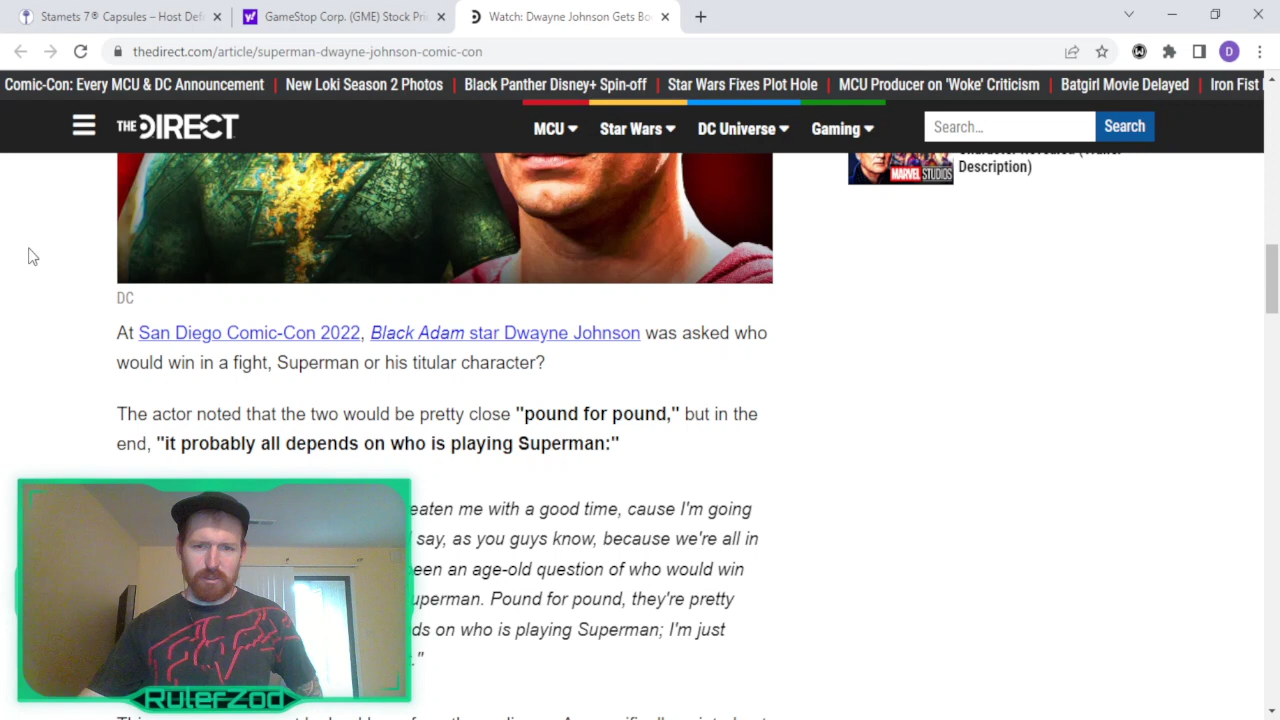 Stamets 7® Capsules – Host Def
GameStop Corp. (GME) Stock Pri
Watch: Dwayne Johnson Gets Bo
thedirect.com/article/superman-dwayne-johnson-comic-con
D
Comic-Con: Every MCU & DC Announcement | New Loki Season 2 Photos | Black Panther Disney+ Spin-off | Star Wars Fixes Plot Hole | MCU Producer on 'Woke' Criticism | Batgirl Movie Delayed | Iron Fist
THE DIRECT
MCU
Star Wars
DC Universe
Gaming
Search...
Search
Description)
MARVEL STUDIOS
DC
At San Diego Comic-Con 2022, Black Adam star Dwayne Johnson was asked who
would win in a fight, Superman or his titular character?
The actor noted that the two would be pretty close "pound for pound," but in the
end, "it probably all depends on who is playing Superman:"
me with a good time, cause I'm going
say, as you guys know, because we're all in
an age-old question of who would win
Pound for pound, they're pretty
on who is playing Superman; I'm just
RulerZod